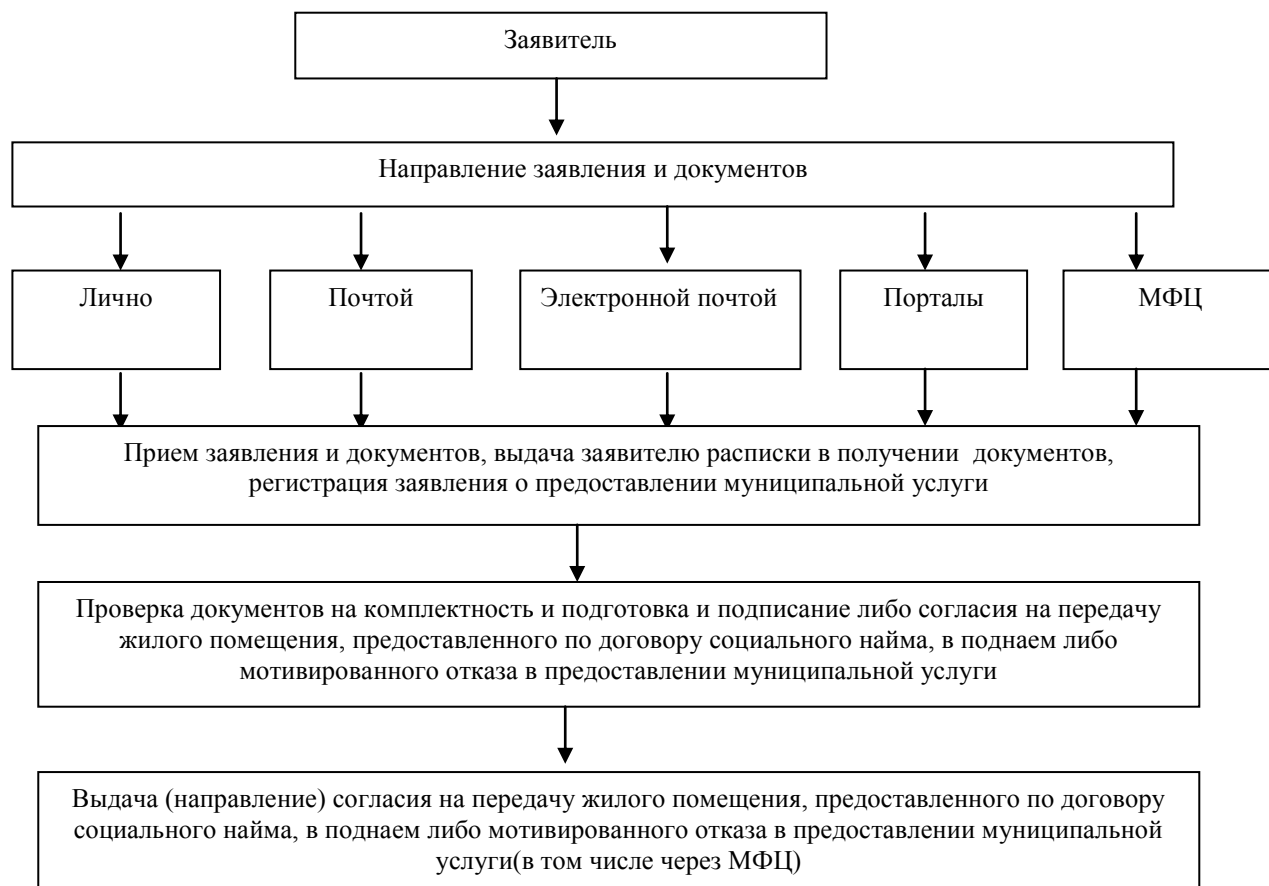 Заявитель
Направление заявления и документов
Лично
Почтой
Электронной почтой
Порталы
МФЦ
Прием заявления и документов, выдача заявителю расписки в получении  документов,
регистрация заявления о предоставлении муниципальной услуги
Проверка документов на комплектность и подготовка и подписание либо согласия на передачу
жилого помещения, предоставленного по договору социального найма, в поднаем либо
мотивированного отказа в предоставлении муниципальной услуги
Выдача (направление) согласия на передачу жилого помещения, предоставленного по договору
социального найма, в поднаем либо мотивированного отказа в предоставлении муниципальной
услуги(в том числе через МФЦ)